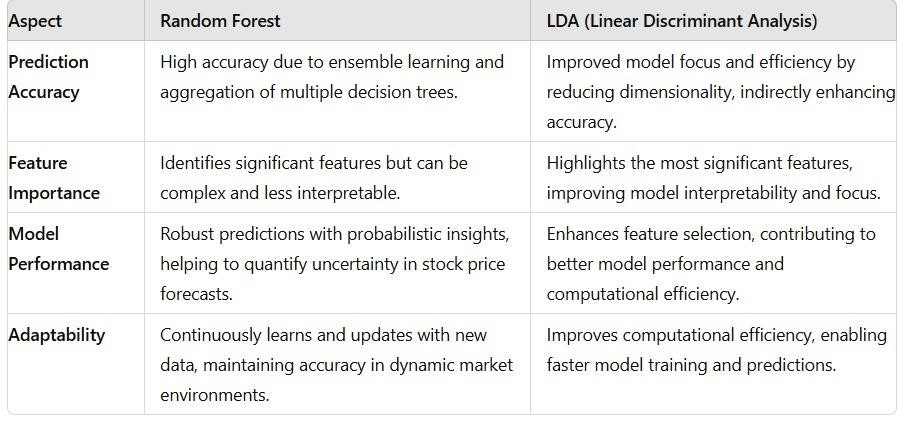 Aspect Random Forest LDA (Linear Discriminant Analysis)
Prediction Accuracy
High accuracy due to ensemble learning and
aggregation of multiple decision trees.
Improved model focus and efficiency by
reducing dimensionality, indirectly enhancing
accuracy.
Feature
Importance
Identifies significant features but can be
complex and less interpretable.
Highlights the most significant features,
improving model interpretability and focus.
Model
Performance
Robust predictions with probabilistic insights,
helping to quantify uncertainty in stock price
forecasts.
Enhances feature selection, contributing to
better model performance and
computational efficiency.
Adaptability
Continuously learns and updates with new
data, maintaining accuracy in dynamic market
environments.
Improves computational efficiency, enabling
faster model training and predictions.